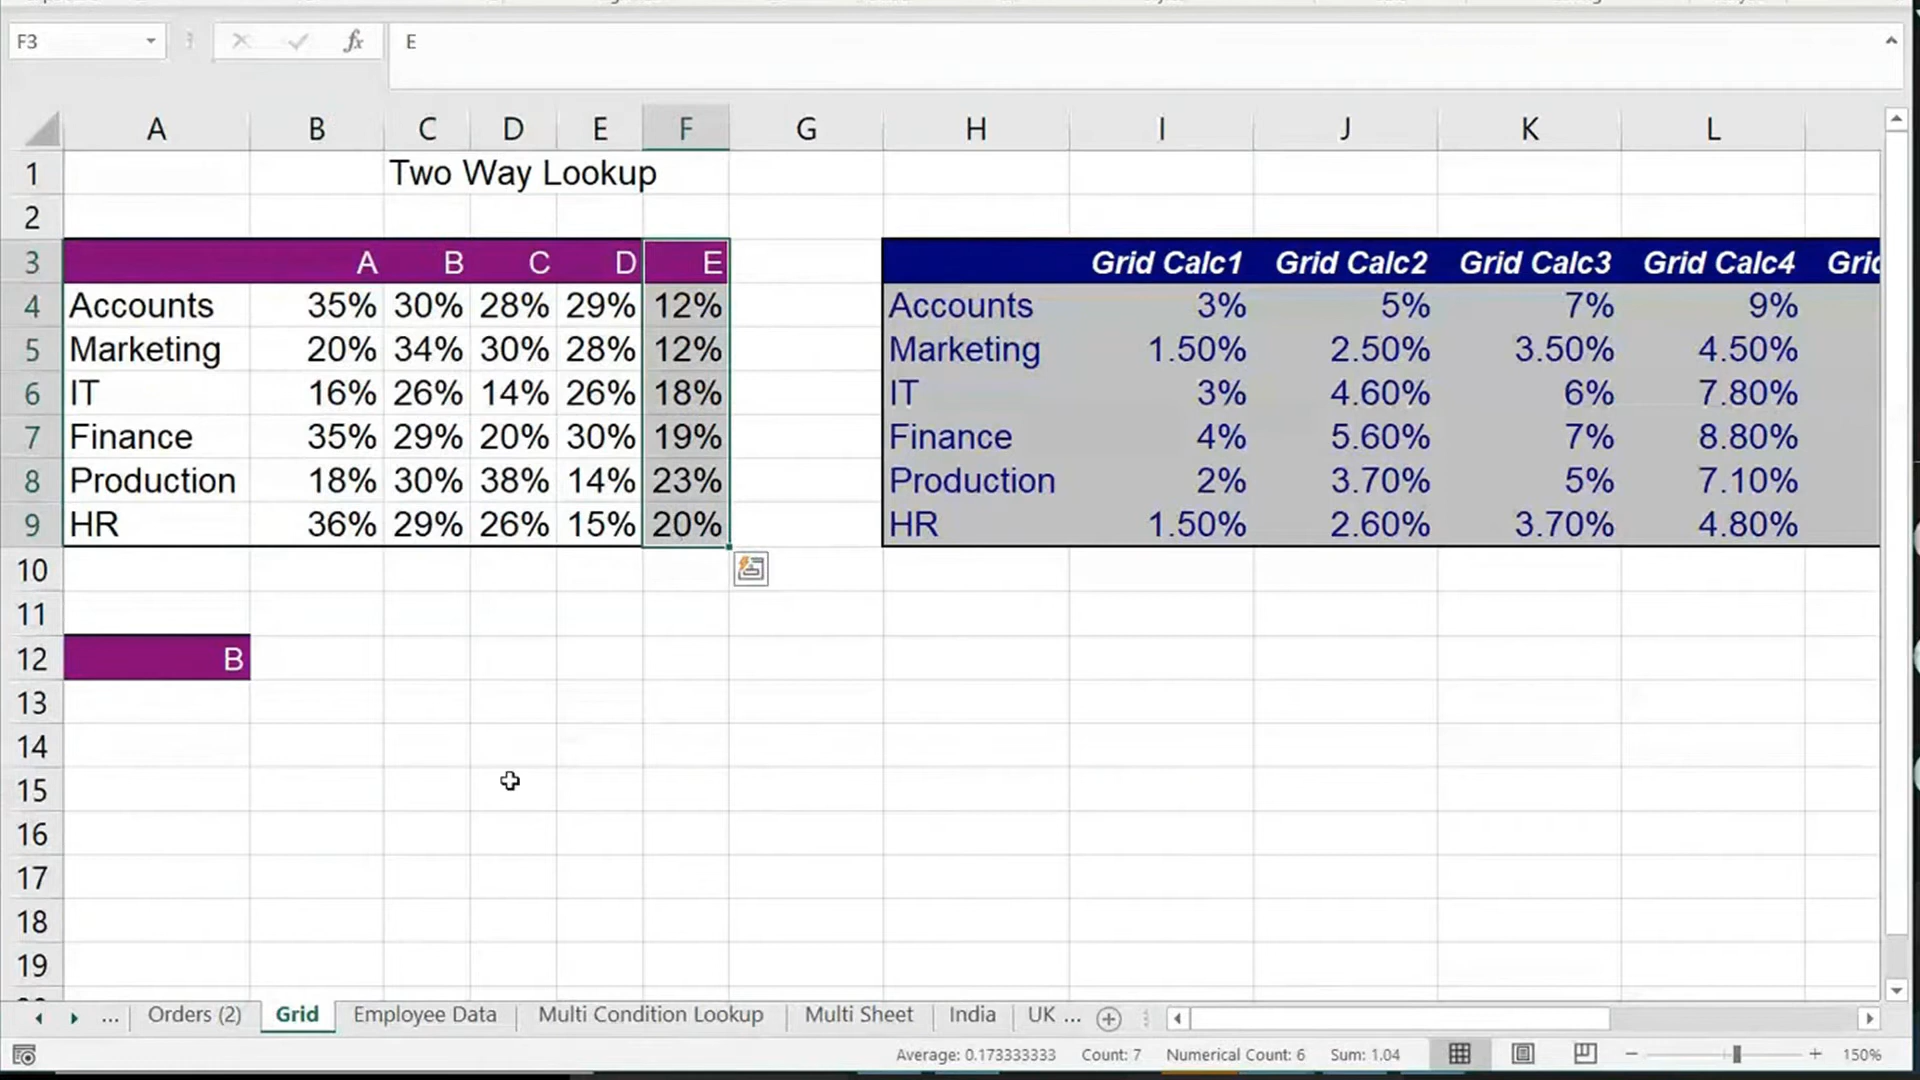 F3 fx E
A B C D E F G H I J K L
1 Two Way Lookup
2
3 A B C D E Grid Calc1 Grid Calc2 Grid Calc3 Grid Calc4
4 Accounts 35% 30% 28% 29% 12% Accounts 3% 5% 7% 9%
5 Marketing 20% 34% 30% 28% 12% Marketing 1.50% 2.50% 3.50% 4.50%
6 IT 16% 26% 14% 26% 18% IT 3% 4.60% 6% 7.80%
7 Finance 35% 29% 20% 30% 19% Finance 4% 5.60% 7% 8.80%
8 Production 18% 30% 38% 14% 23% Production 2% 3.70% 5% 7.10%
9 HR 36% 29% 26% 15% 20% HR 1.50% 2.60% 3.70% 4.80%
10
11
12 B
13
14
15
16
17
18
19
... Orders (2) Grid Employee Data Multi Condition Lookup Multi Sheet India UK ...
Average: 0.173333333 Count: 7 Numerical Count: 6 Sum: 1.04 150%